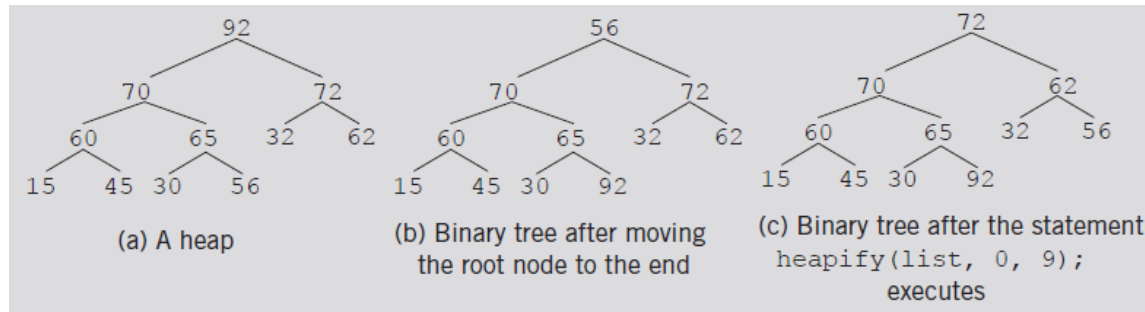 92
70 72
60 65 32 62
15 45 30 56
(a) A heap
56
70 72
60 65 32 62
15 45 30 92
(b) Binary tree after moving
the root node to the end
72
70 62
60 65 32 56
15 45 30 92
(c) Binary tree after the statement
heapify(list, 0, 9);
executes